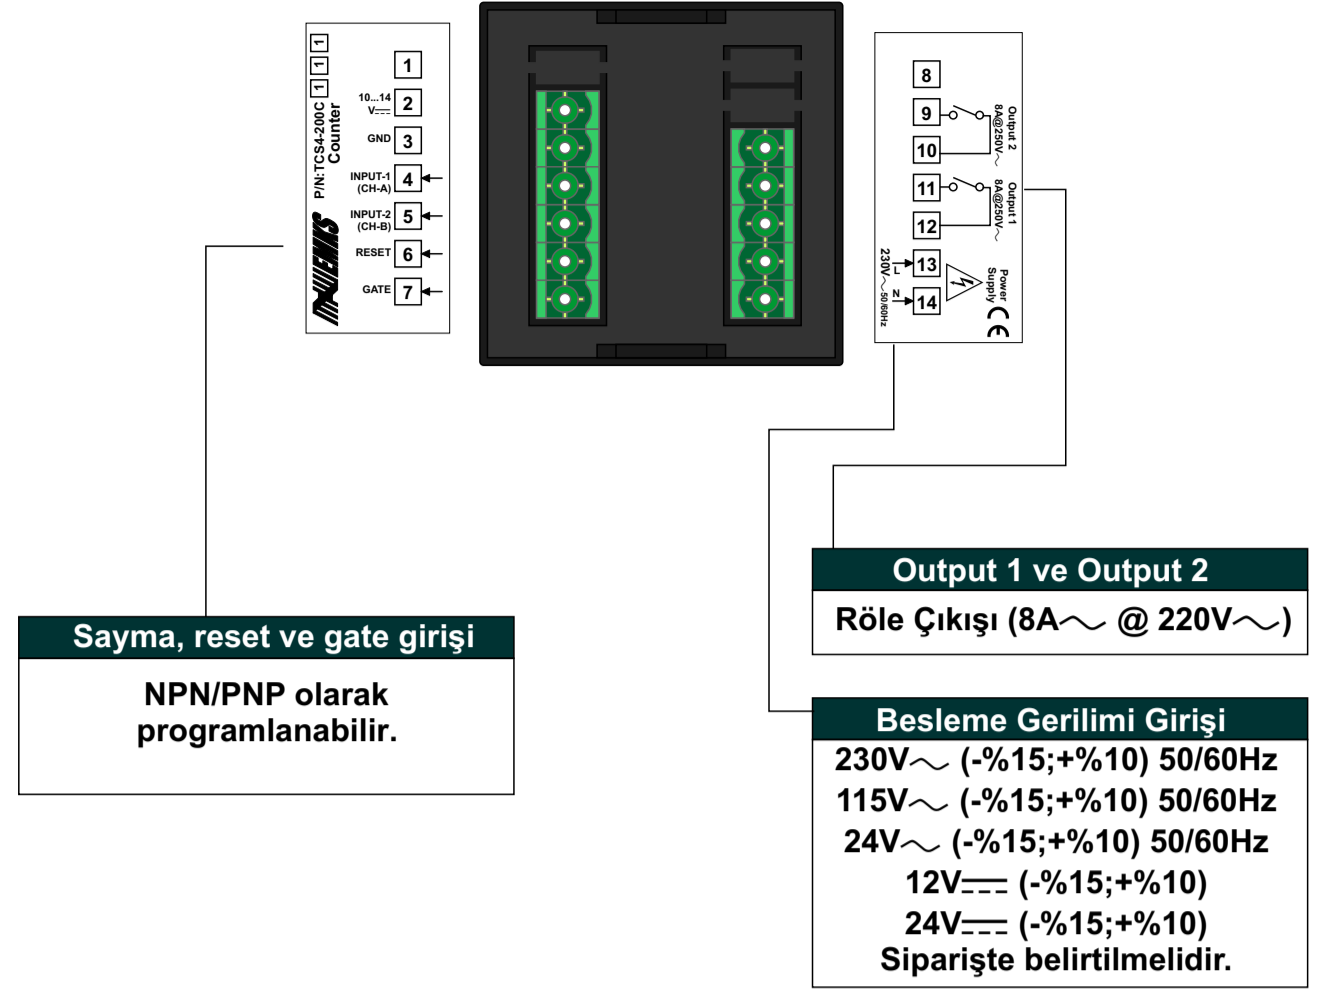 1 1 1
P/N:TCS4-200C
Counter
EMKS
1
10...14
V
2
GND
3
INPUT-1
(CH-A)
4
INPUT-2
(CH-B)
5
RESET
6
GATE
7
8
9
10
Output 2
8A@250V
11
12
Output 1
8A@250V
13
14
230V 50/60Hz
L
N
Power
Supply
CE
Sayma, reset ve gate girişi
NPN/PNP olarak
programlanabilir.
Output 1 ve Output 2
Röle Çıkışı (8A～ @ 220V～)
Besleme Gerilimi Girişi
230V～ (-%15;+%10) 50/60Hz
115V～ (-%15;+%10) 50/60Hz
24V～ (-%15;+%10) 50/60Hz
12V⎓ (-%15;+%10)
24V⎓ (-%15;+%10)
Siparişte belirtilmelidir.